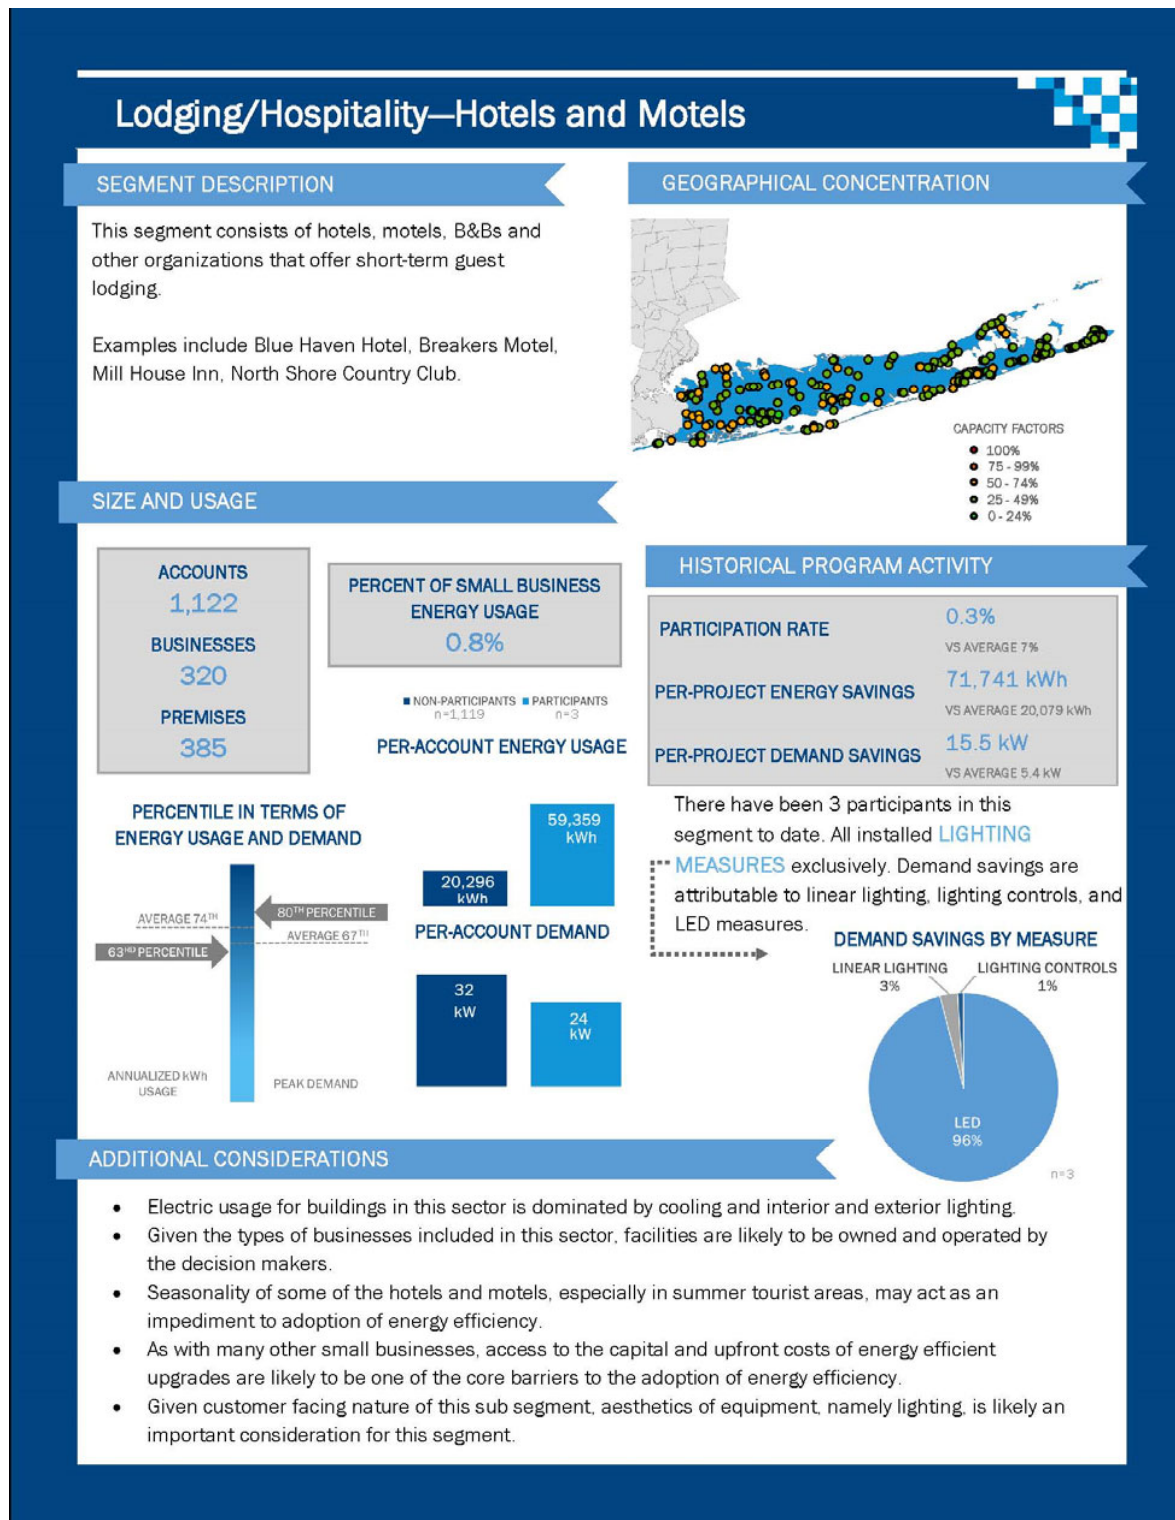 Lodging/Hospitality—Hotels and Motels
SEGMENT DESCRIPTION
This segment consists of hotels, motels, B&Bs and
other organizations that offer short-term guest
lodging.
Examples include Blue Haven Hotel, Breakers Motel,
Mill House Inn, North Shore Country Club.
GEOGRAPHICAL CONCENTRATION
CAPACITY FACTORS
100%
75 - 99%
50 - 74%
25 - 49%
0 - 24%
SIZE AND USAGE
ACCOUNTS
1,122
BUSINESSES
320
PREMISES
385
PERCENT OF SMALL BUSINESS
ENERGY USAGE
0.8%
NON-PARTICIPANTS PARTICIPANTS
n=1,119 n=3
PER-ACCOUNT ENERGY USAGE
20,296
kWh
59,359
kWh
PER-ACCOUNT DEMAND
32
kW
24
kW
PERCENTILE IN TERMS OF
ENERGY USAGE AND DEMAND
AVERAGE 74TH
80TH PERCENTILE
AVERAGE 67TH
63RD PERCENTILE
ANNUALIZED kWh
USAGE
PEAK DEMAND
HISTORICAL PROGRAM ACTIVITY
PARTICIPATION RATE
0.3%
VS AVERAGE 7%
PER-PROJECT ENERGY SAVINGS
71,741 kWh
VS AVERAGE 20,079 kWh
PER-PROJECT DEMAND SAVINGS
15.5 kW
VS AVERAGE 5.4 kW
There have been 3 participants in this
segment to date. All installed LIGHTING
MEASURES exclusively. Demand savings are
attributable to linear lighting, lighting controls, and
LED measures.
DEMAND SAVINGS BY MEASURE
LINEAR LIGHTING
3%
LIGHTING CONTROLS
1%
LED
96%
n=3
ADDITIONAL CONSIDERATIONS
• Electric usage for buildings in this sector is dominated by cooling and interior and exterior lighting.
• Given the types of businesses included in this sector, facilities are likely to be owned and operated by
the decision makers.
• Seasonality of some of the hotels and motels, especially in summer tourist areas, may act as an
impediment to adoption of energy efficiency.
• As with many other small businesses, access to the capital and upfront costs of energy efficient
upgrades are likely to be one of the core barriers to the adoption of energy efficiency.
• Given customer facing nature of this sub segment, aesthetics of equipment, namely lighting, is likely an
important consideration for this segment.